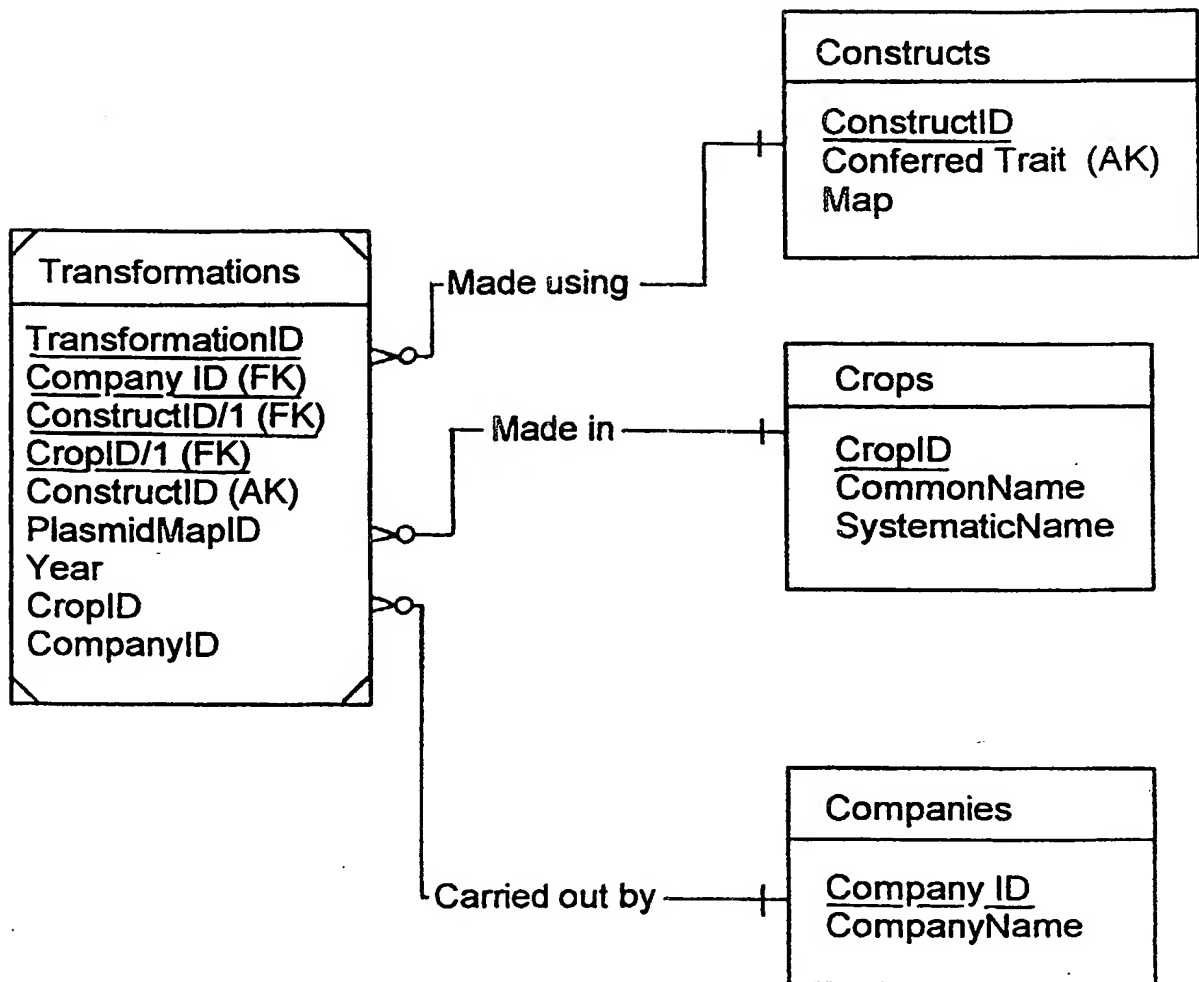 Constructs
ConstructID
Conferred Trait (AK)
Map
Transformations
TransformationID
Company ID (FK)
ConstructID/1 (FK)
CropID/1 (FK)
ConstructID (AK)
PlasmidMapID
Year
CropID
CompanyID
Made using
Made in
Carried out by
Crops
CropID
CommonName
SystematicName
Companies
Company ID
CompanyName